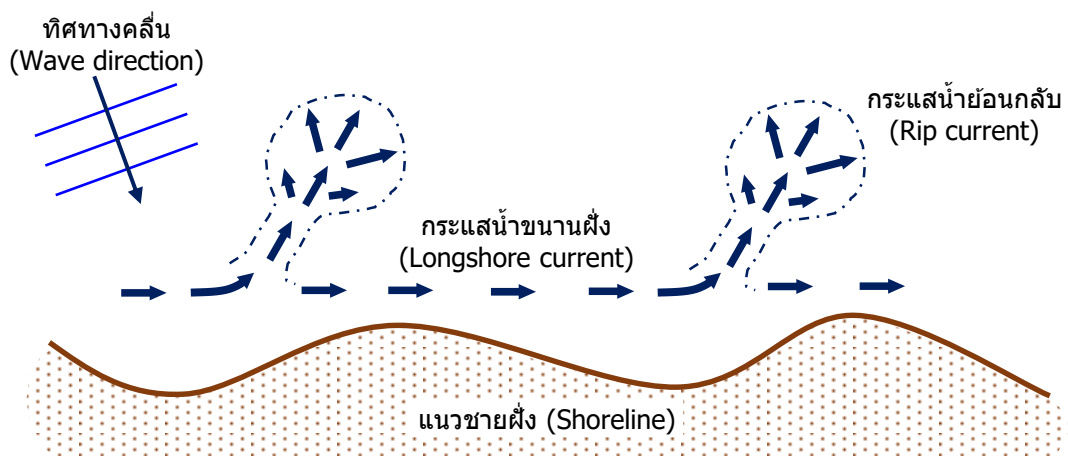 ทิศทางคลื่น
(Wave direction)
กระแสน้ำย้อนกลับ
(Rip current)
กระแสน้ำขนานฝั่ง
(Longshore current)
แนวชายฝั่ง (Shoreline)